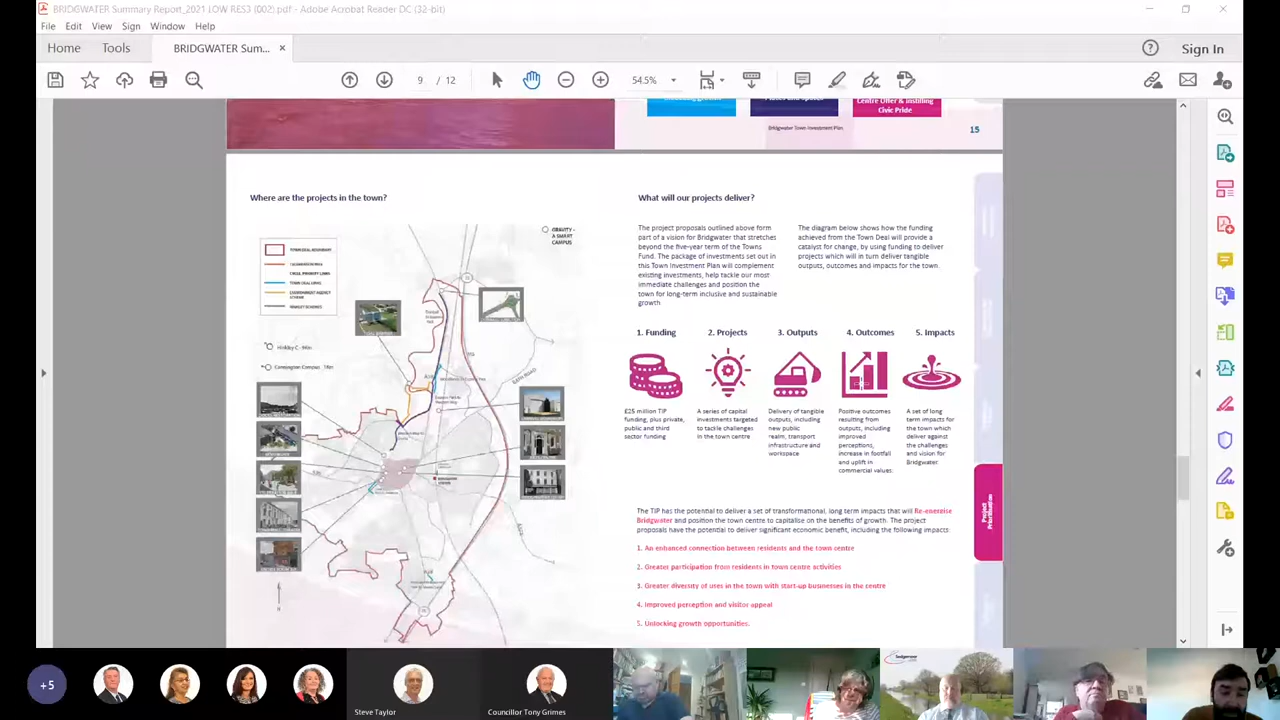 BRIDGWATER Summary Report_2021 LOW RES3 (002).pdf - Adobe Acrobat Reader DC (32-bit)
File Edit View Sign Window Help
Home Tools BRIDGWATER Sum... ×
Sign In
9 / 12
54.5%
Centre Offer & instilling
Civic Pride
Bridgwater Town Investment Plan
15
Where are the projects in the town?
GRAVITY -
A SMART
CAMPUS
TOWN DEAL BOUNDARY
Hinkley C - 9km
Cannington Campus
What will our projects deliver?
The project proposals outlined above form
part of a vision for Bridgwater that stretches
beyond the five-year term of the Towns
Fund. The package of investments set out in
this Town Investment Plan will complement
existing investments, help tackle our most
immediate challenges and position the
town for long-term inclusive and sustainable
growth
The diagram below shows how the funding
achieved from the Town Deal will provide a
catalyst for change, by using funding to deliver
projects which will in turn deliver tangible
outputs, outcomes and impacts for the town.
1. Funding
2. Projects
3. Outputs
4. Outcomes
5. Impacts
£25 million TIP
funding, plus private,
public and third
sector funding
A series of capital
investments targeted
to tackle challenges
in the town centre
Delivery of tangible
outputs, including
new public
realm, transport
infrastructure and
workspace
Positive outcomes
resulting from
outputs, including
improved
perceptions,
increase in footfall
and uplift in
commercial values.
A set of long
term impacts for
the town which
deliver against
the challenges
and vision for
Bridgwater.
The TIP has the potential to deliver a set of transformational, long term impacts that will Re-energise
Bridgwater and position the town centre to capitalise on the benefits of growth. The project
proposals have the potential to deliver significant economic benefit, including the following impacts:
1. An enhanced connection between residents and the town centre
2. Greater participation from residents in town centre activities
3. Greater diversity of uses in the town with start-up businesses in the centre
4. Improved perception and visitor appeal
5. Unlocking growth opportunities.
Project
Prioritisation
+5
Steve Taylor
Councillor Tony Grimes
Sedgemoor